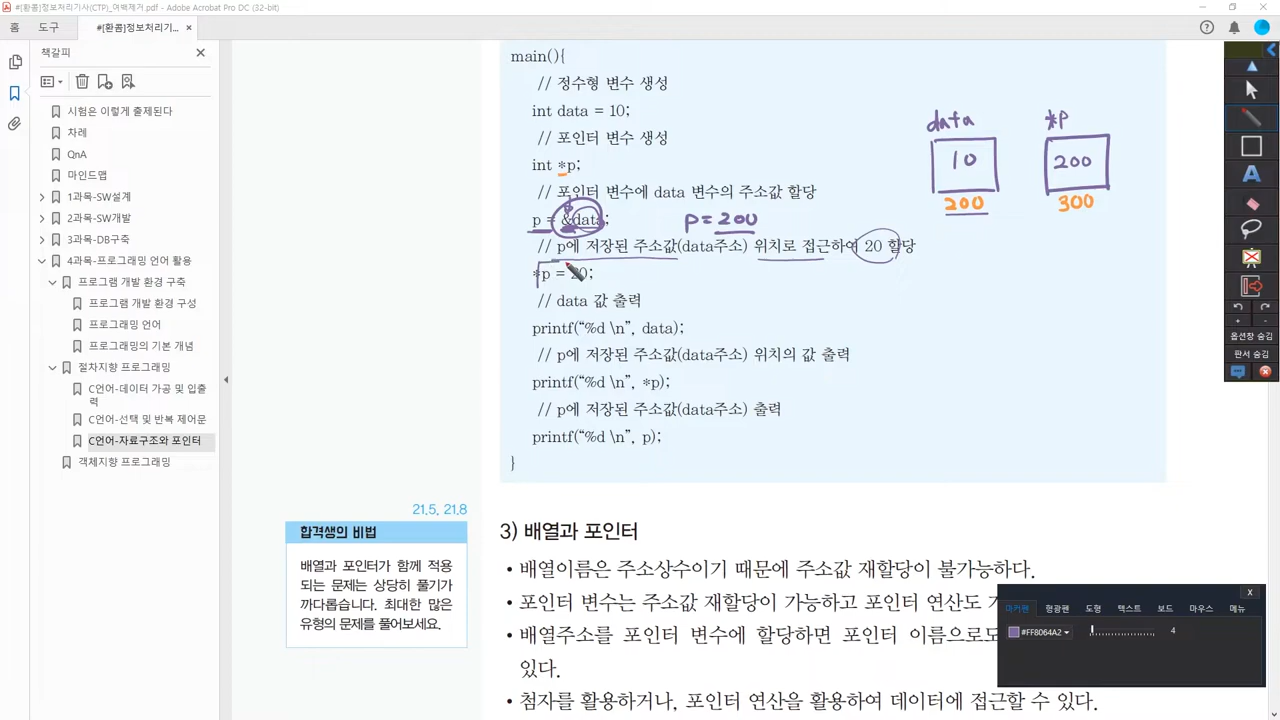 #[환콤]정보처리기사(CTP)_여백제거.pdf - Adobe Acrobat Pro DC (32-bit)
홈 도구 #[환콤]정보처리기... ×
책갈피
시험은 이렇게 출제된다
차례
QnA
마인드맵
1과목-SW설계
2과목-SW개발
3과목-DB구축
4과목-프로그래밍 언어 활용
프로그램 개발 환경 구축
프로그램 개발 환경 구성
프로그래밍 언어
프로그래밍의 기본 개념
절차지향 프로그래밍
C언어-데이터 가공 및 입출
력
C언어-선택 및 반복 제어문
C언어-자료구조와 포인터
객체지향 프로그래밍
main(){
// 정수형 변수 생성
int data = 10;
// 포인터 변수 생성
int *p;
// 포인터 변수에 data 변수의 주소값 할당
p = &data;
// p에 저장된 주소값(data주소) 위치로 접근하여 20 할당
*p = 20;
// data 값 출력
printf(“%d \n”, data);
// p에 저장된 주소값(data주소) 위치의 값 출력
printf(“%d \n”, *p);
// p에 저장된 주소값(data주소) 출력
printf(“%d \n”, p);
}
data *P
10 200
200 300
P = 200
21.5, 21.8
합격생의 비법
배열과 포인터가 함께 적용
되는 문제는 상당히 풀기가
까다롭습니다. 최대한 많은
유형의 문제를 풀어보세요.
3) 배열과 포인터
• 배열이름은 주소상수이기 때문에 주소값 재할당이 불가능하다.
• 포인터 변수는 주소값 재할당이 가능하고 포인터 연산도
• 배열주소를 포인터 변수에 할당하면 포인터 이름으로도
있다.
• 첨자를 활용하거나, 포인터 연산을 활용하여 데이터에 접근할 수 있다.
옵션창 숨김
판서 숨김
X
마커펜 형광펜 도형 텍스트 보드 마우스 메뉴
#FF8064A2 4